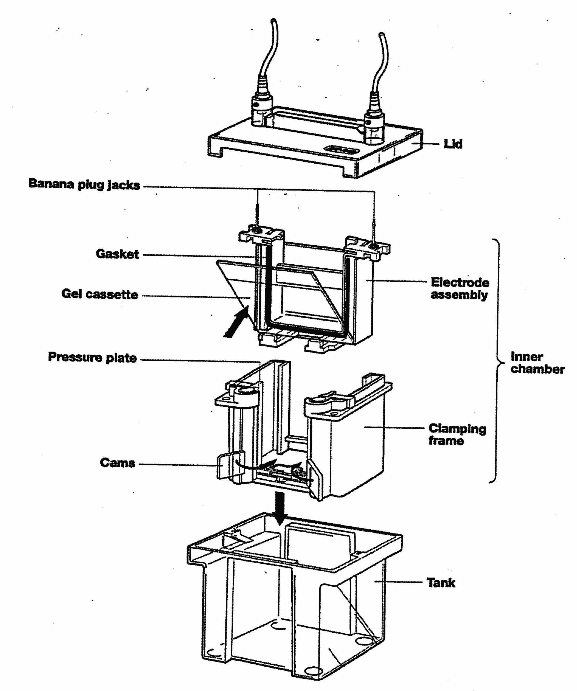 Lid
Banana plug jacks
Gasket
Gel cassette
Electrode
assembly
Inner
chamber
Pressure plate
Clamping
frame
Cams
Tank